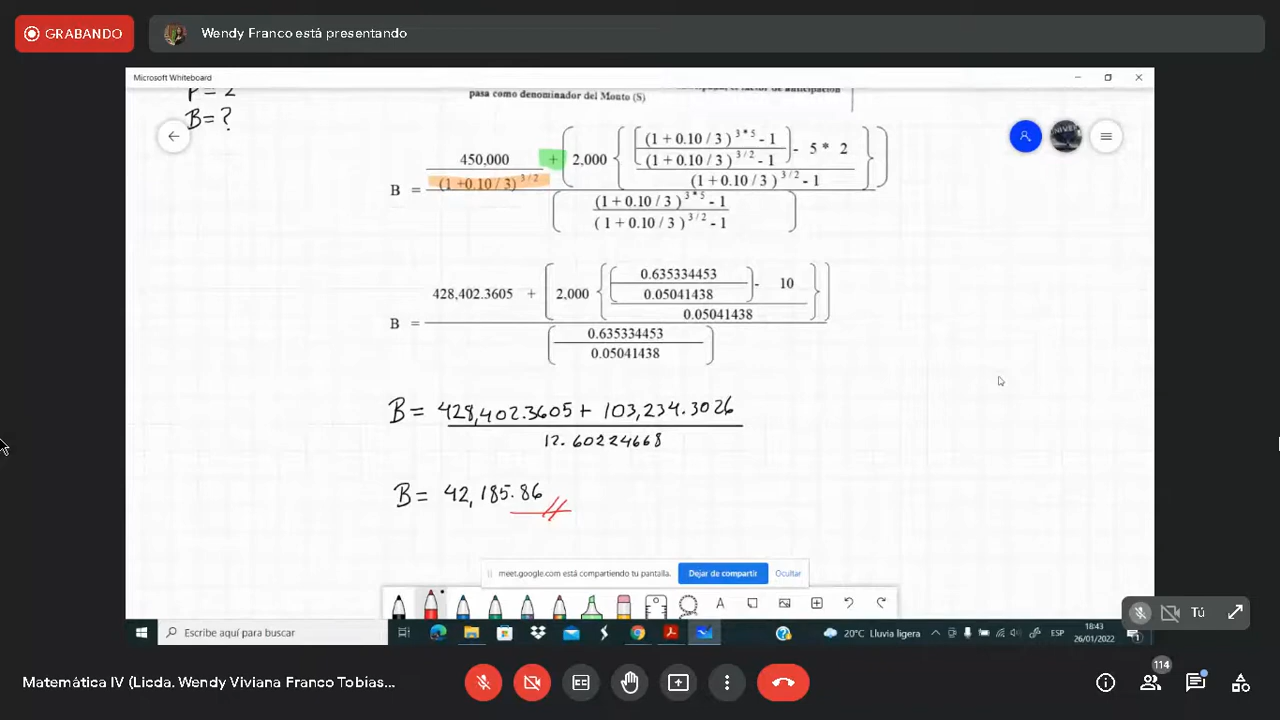 GRABANDO
Wendy Franco está presentando
Microsoft Whiteboard
P = 2
pasa como denominador del Monto (S)
B = ?
450,000 + 2,000 (1 + 0.10 / 3) 3 * 5 - 1
(1 + 0.10 / 3) 3 / 2 - 1 - 5 * 2
B = (1 +0.10 / 3) 3 / 2 (1 + 0.10 / 3) 3 / 2 - 1
(1 + 0.10 / 3) 3 * 5 - 1
(1 + 0.10 / 3) 3 / 2 - 1
428,402.3605 + 2,000 0.635334453 - 10
0.05041438
0.05041438
B =
0.635334453
0.05041438
B = 428,402.3605 + 103,234.3026
12.60224668
B = 42,185.86
meet.google.com está compartiendo tu pantalla.
Dejar de compartir
Ocultar
A
Escribe aquí para buscar
20°C Lluvia ligera
ESP
18:43
26/01/2022
Tú
Matemática IV (Licda. Wendy Viviana Franco Tobias...
114